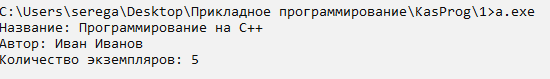 C:\Users\serega\Desktop\Прикладное программирование\KasProg\1>a.exe
Название: Программирование на C++
Автор: Иван Иванов
Количество экземпляров: 5